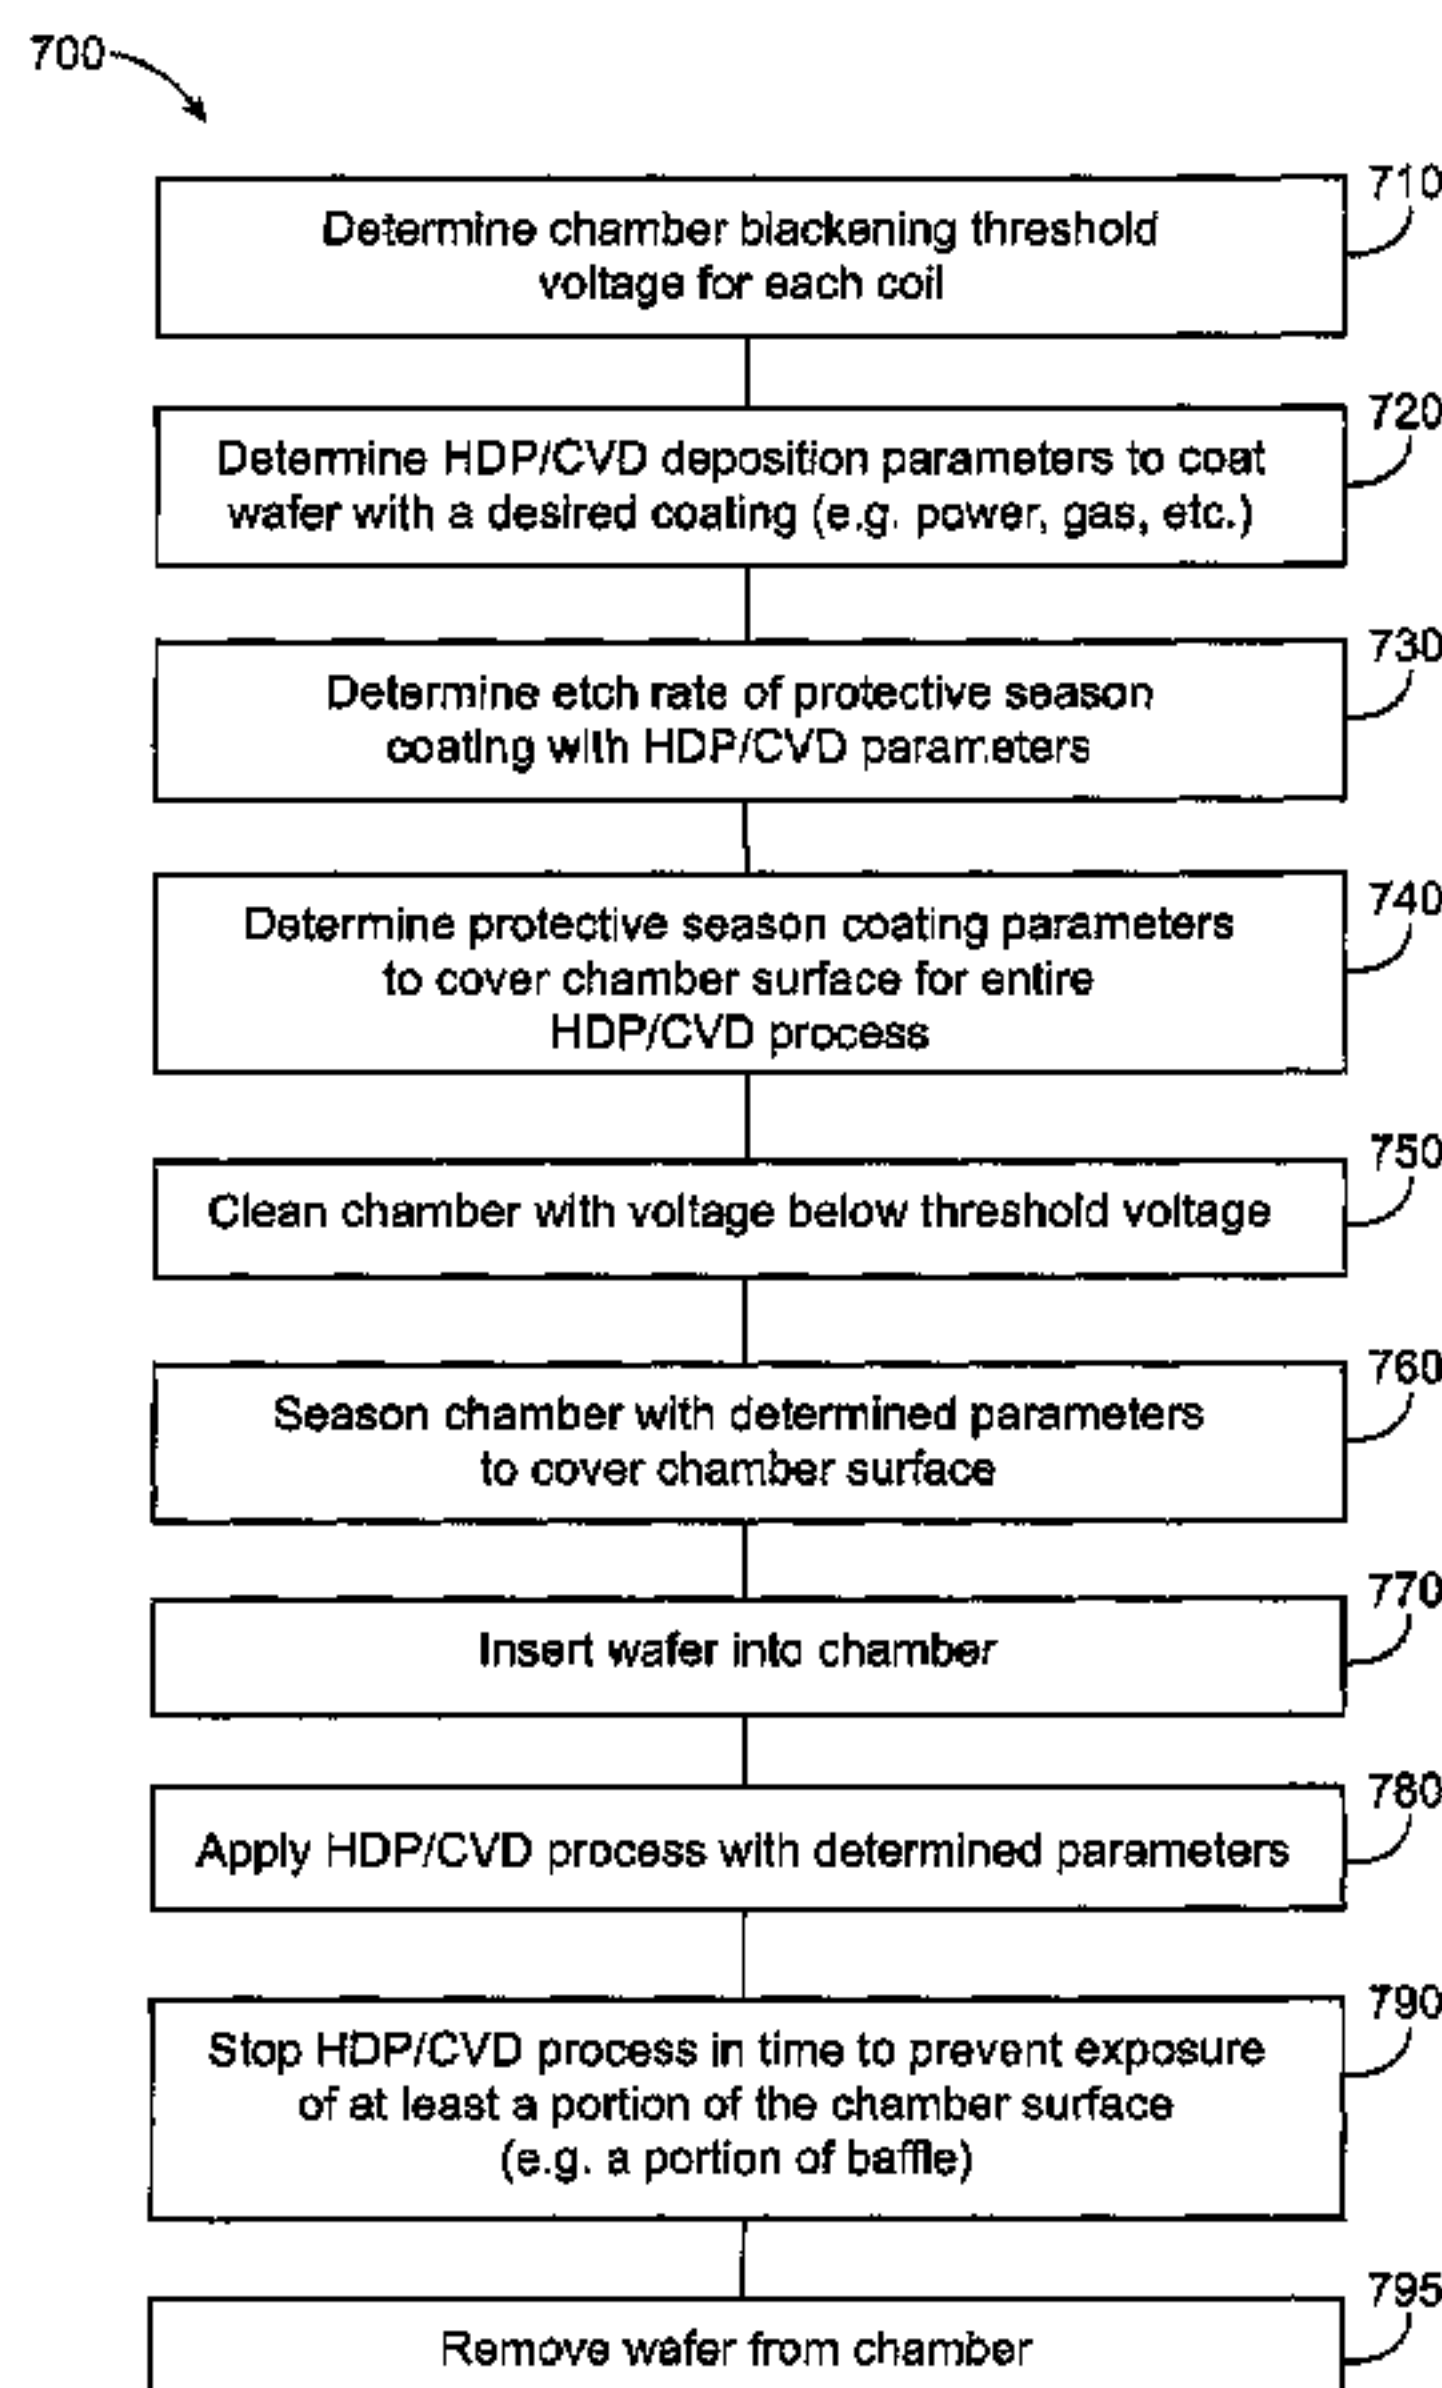 700
710
Determine chamber blackening threshold
voltage for each coil
720
Determine HDP/CVD deposition parameters to coat
wafer with a desired coating (e.g. power, gas, etc.)
730
Determine etch rate of protective season
coating with HDP/CVD parameters
740
Determine protective season coating parameters
to cover chamber surface for entire
HDP/CVD process
750
Clean chamber with voltage below threshold voltage
760
Season chamber with determined parameters
to cover chamber surface
770
Insert wafer into chamber
780
Apply HDP/CVD process with determined parameters
790
Stop HDP/CVD process in time to prevent exposure
of at least a portion of the chamber surface
(e.g. a portion of baffle)
795
Remove wafer from chamber